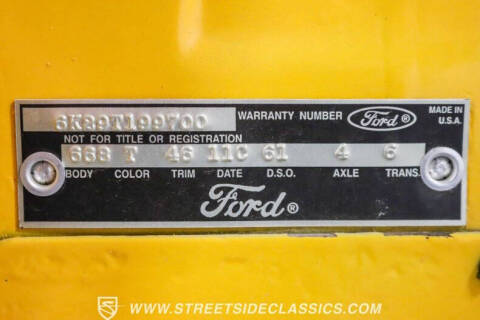 6K29T199700 WARRANTY NUMBER Ford® MADE IN U.S.A.
NOT FOR TITLE OR REGISTRATION
66B T 46 11C 61 4 6
BODY COLOR TRIM DATE D.S.O. AXLE TRANS.
Ford®
WWW.STREETSIDECLASSICS.COM